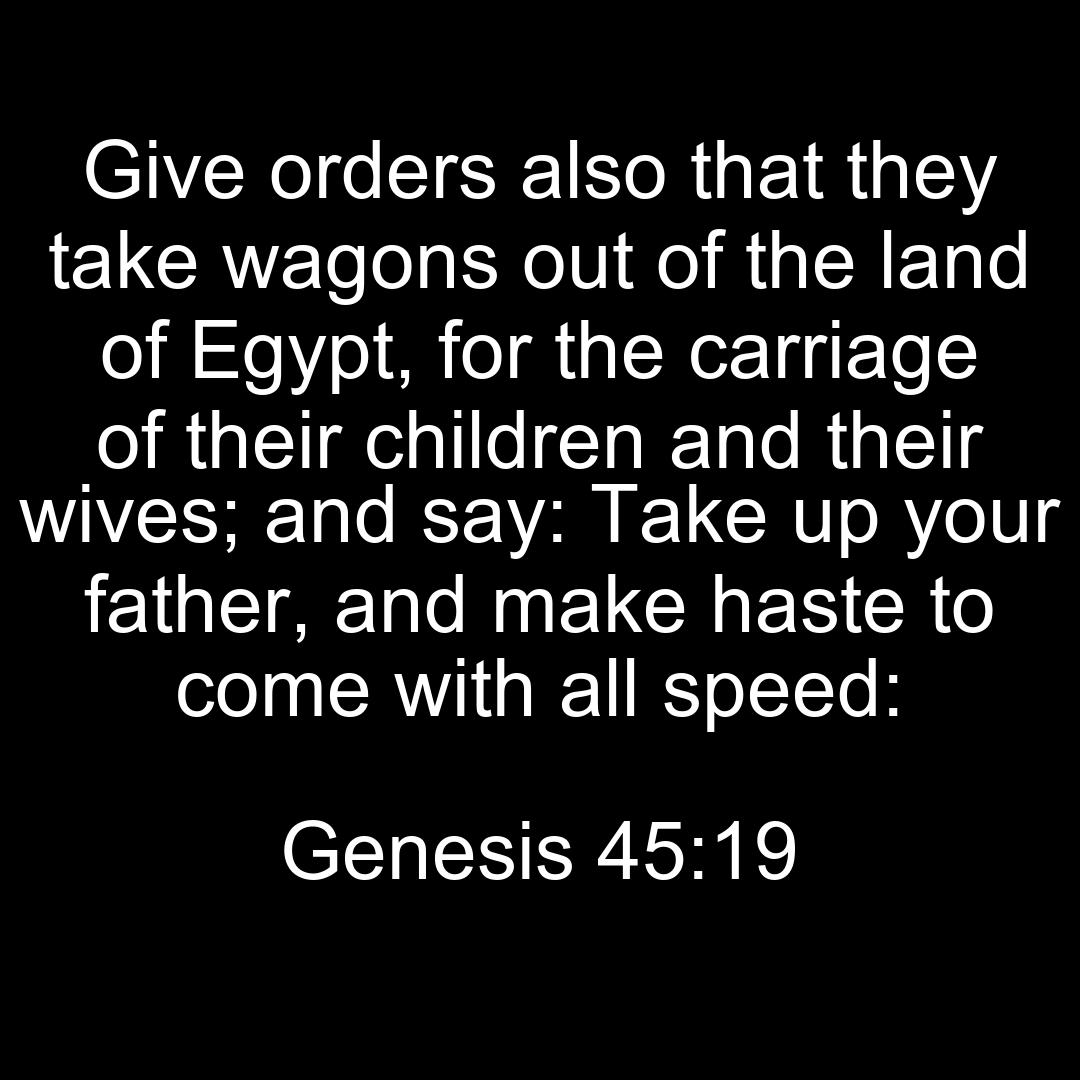 Give orders also that they
take wagons out of the land
of Egypt, for the carriage
of their children and their
wives; and say: Take up your
father, and make haste to
come with all speed:
Genesis 45:19